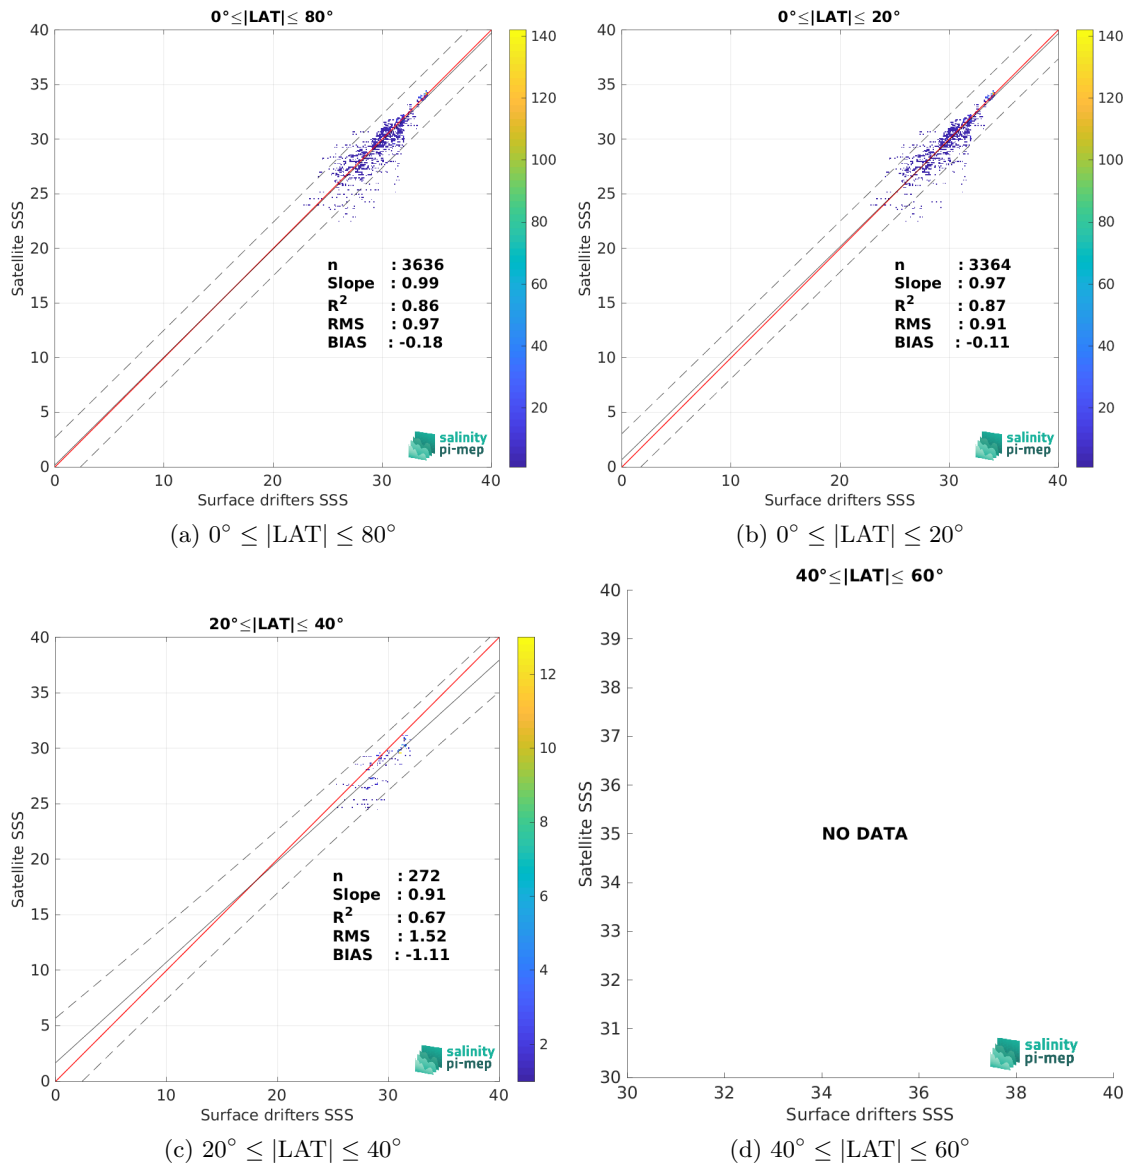 0°≤|LAT|≤ 80°
40
35
30
25
20
15
10
5
0
0
10
20
30
40
Satellite SSS
Surface drifters SSS
n : 3636
Slope : 0.99
R² : 0.86
RMS : 0.97
BIAS : -0.18
140
120
100
80
60
40
20
salinity
pi-mep
(a) 0° ≤ |LAT| ≤ 80°
0°≤|LAT|≤ 20°
40
35
30
25
20
15
10
5
0
0
10
20
30
40
Satellite SSS
Surface drifters SSS
n : 3364
Slope : 0.97
R² : 0.87
RMS : 0.91
BIAS : -0.11
140
120
100
80
60
40
20
salinity
pi-mep
(b) 0° ≤ |LAT| ≤ 20°
20°≤|LAT|≤ 40°
40
35
30
25
20
15
10
5
0
0
10
20
30
40
Satellite SSS
Surface drifters SSS
n : 272
Slope : 0.91
R² : 0.67
RMS : 1.52
BIAS : -1.11
12
10
8
6
4
2
salinity
pi-mep
(c) 20° ≤ |LAT| ≤ 40°
40°≤|LAT|≤ 60°
40
39
38
37
36
35
34
33
32
31
30
30
32
34
36
38
40
Satellite SSS
Surface drifters SSS
NO DATA
salinity
pi-mep
(d) 40° ≤ |LAT| ≤ 60°